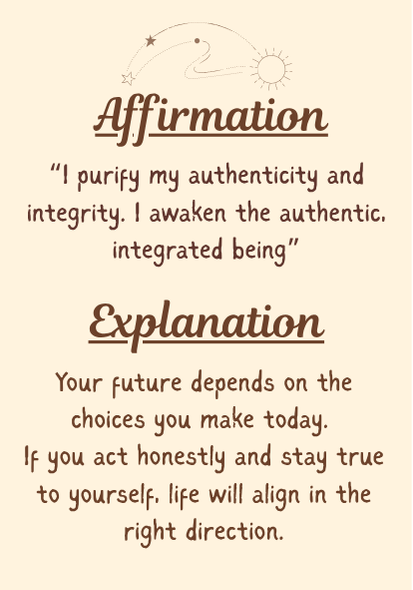 Affirmation
“I purify my authenticity and
integrity. I awaken the authentic,
integrated being”
Explanation
Your future depends on the
choices you make today.
If you act honestly and stay true
to yourself, life will align in the
right direction.